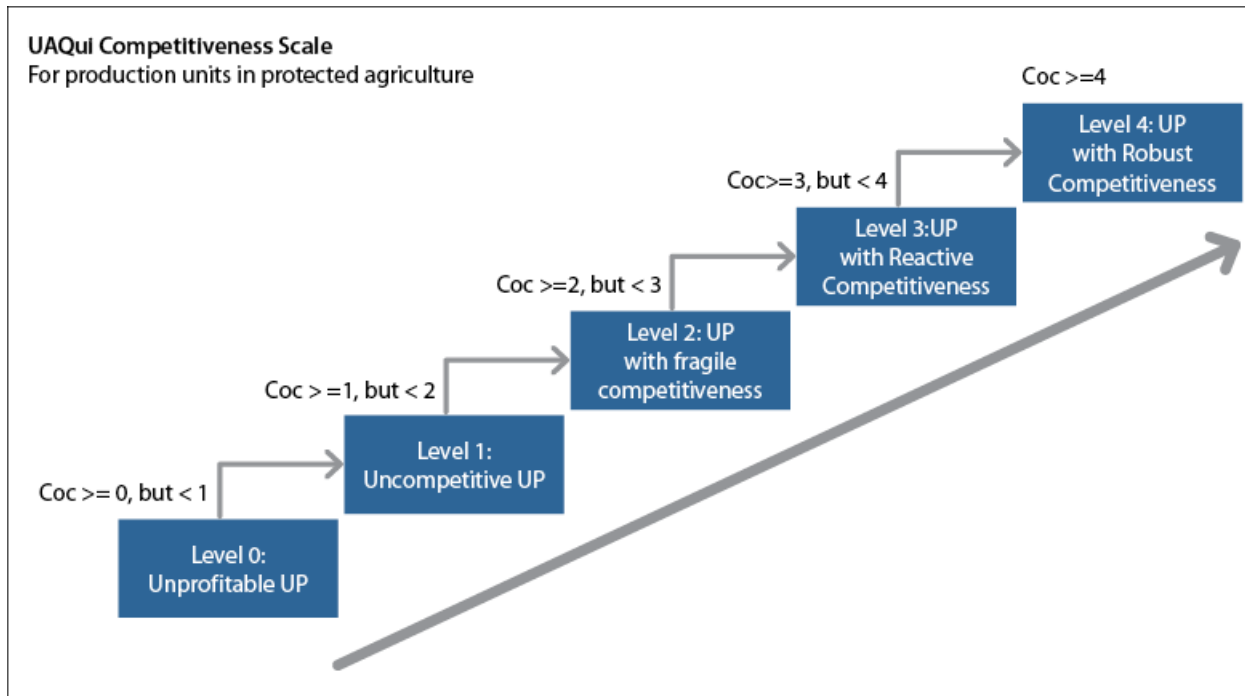 UAQui Competitiveness Scale
For production units in protected agriculture
Coc >=4
Level 4: UP
with Robust
Competitiveness
Coc>=3, but < 4
Level 3:UP
with Reactive
Competitiveness
Coc >=2, but < 3
Level 2: UP
with fragile
competitiveness
Coc > =1, but < 2
Level 1:
Uncompetitive UP
Coc >= 0, but < 1
Level 0:
Unprofitable UP